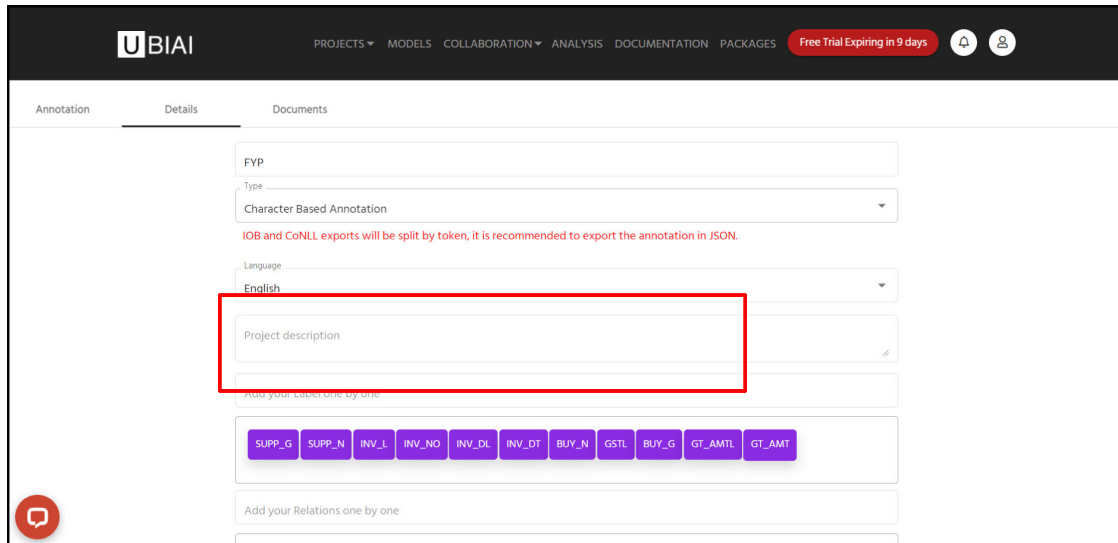 UBIAI
PROJECTS MODELS COLLABORATION ANALYSIS DOCUMENTATION PACKAGES Free Trial Expiring in 9 days
Annotation Details Documents
FYP
Type
Character Based Annotation
IOB and CoNLL exports will be split by token, it is recommended to export the annotation in JSON.
Language
English
Project description
Add your Label one by one
SUPP_G SUPP_N INV_L INV_NO INV_DL INV_DT BUY_N GSTL BUY_G GT_AMTL GT_AMT
Add your Relations one by one